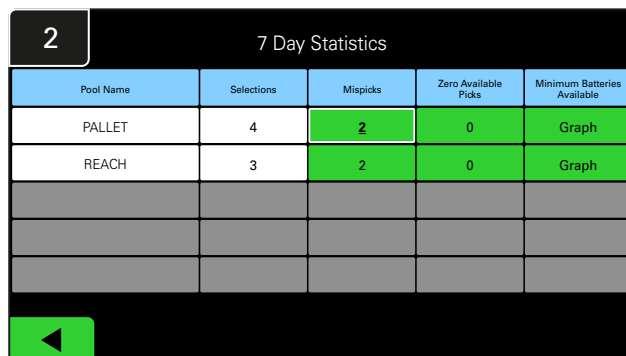 2
7 Day Statistics
Pool Name Selections Mispicks Zero Available Picks Minimum Batteries Available
PALLET 4 2 0 Graph
REACH 3 2 0 Graph